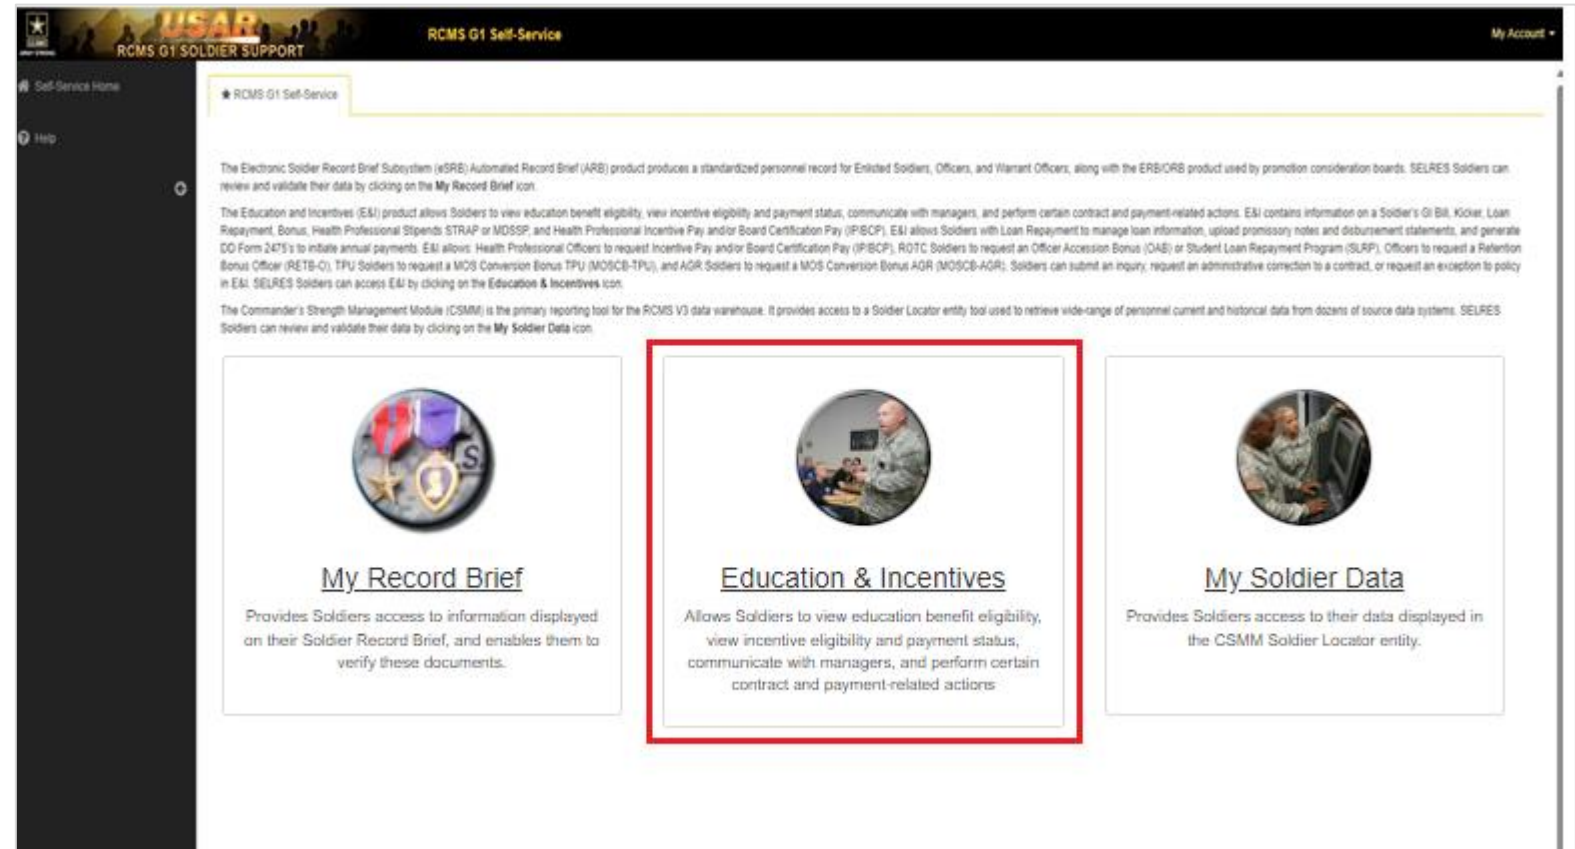 USAR
RCMS G1 SOLDIER SUPPORT
RCMS G1 Self-Service
My Account
Self-Service Home
Help
RCMS G1 Self-Service
The Electronic Soldier Record Brief Subsystem (eSRB) Automated Record Brief (ARB) product produces a standardized personnel record for Enlisted Soldiers, Officers, and Warrant Officers; along with the ERB/ORB product used by promotion consideration boards. SELRES Soldiers can
review and validate their data by clicking on the My Record Brief icon.
The Education and Incentives (E&I) product allows Soldiers to view education benefit eligibility, view incentive eligibility and payment status, communicate with managers, and perform certain contract and payment-related actions. E&I contains information on a Soldier's GI Bill, Kicker, Loan
Repayment, Bonus, Health Professional Stipends STRAP or MDSSP, and Health Professional Incentive Pay and/or Board Certification Pay (IP/BCP). E&I allows Soldiers with Loan Repayment to manage loan information, upload promissory notes and disbursement statements, and generate
DD Form 2475's to initiate annual payments. E&I allows: Health Professional Officers to request Incentive Pay and/or Board Certification Pay (IP/BCP), ROTC Soldiers to request an Officer Accession Bonus (OAB) or Student Loan Repayment Program (SLRP), Officers to request a Retention
Bonus Officer (RETB-O), TPU Soldiers to request a MOS Conversion Bonus TPU (MOSCB-TPU), and AGR Soldiers to request a MOS Conversion Bonus AGR (MOSCB-AGR). Soldiers can submit an inquiry, request an administrative correction to a contract, or request an exception to policy
in E&I. SELRES Soldiers can access E&I by clicking on the Education & Incentives icon.
The Commander's Strength Management Module (CSMM) is the primary reporting tool for the RCMS V3 data warehouse. It provides access to a Soldier Locator entity tool used to retrieve wide-range of personnel current and historical data from dozens of source data systems. SELRES
Soldiers can review and validate their data by clicking on the My Soldier Data icon.
My Record Brief
Provides Soldiers access to information displayed
on their Soldier Record Brief, and enables them to
verify these documents.
Education & Incentives
Allows Soldiers to view education benefit eligibility,
view incentive eligibility and payment status,
communicate with managers, and perform certain
contract and payment-related actions
My Soldier Data
Provides Soldiers access to their data displayed in
the CSMM Soldier Locator entity.